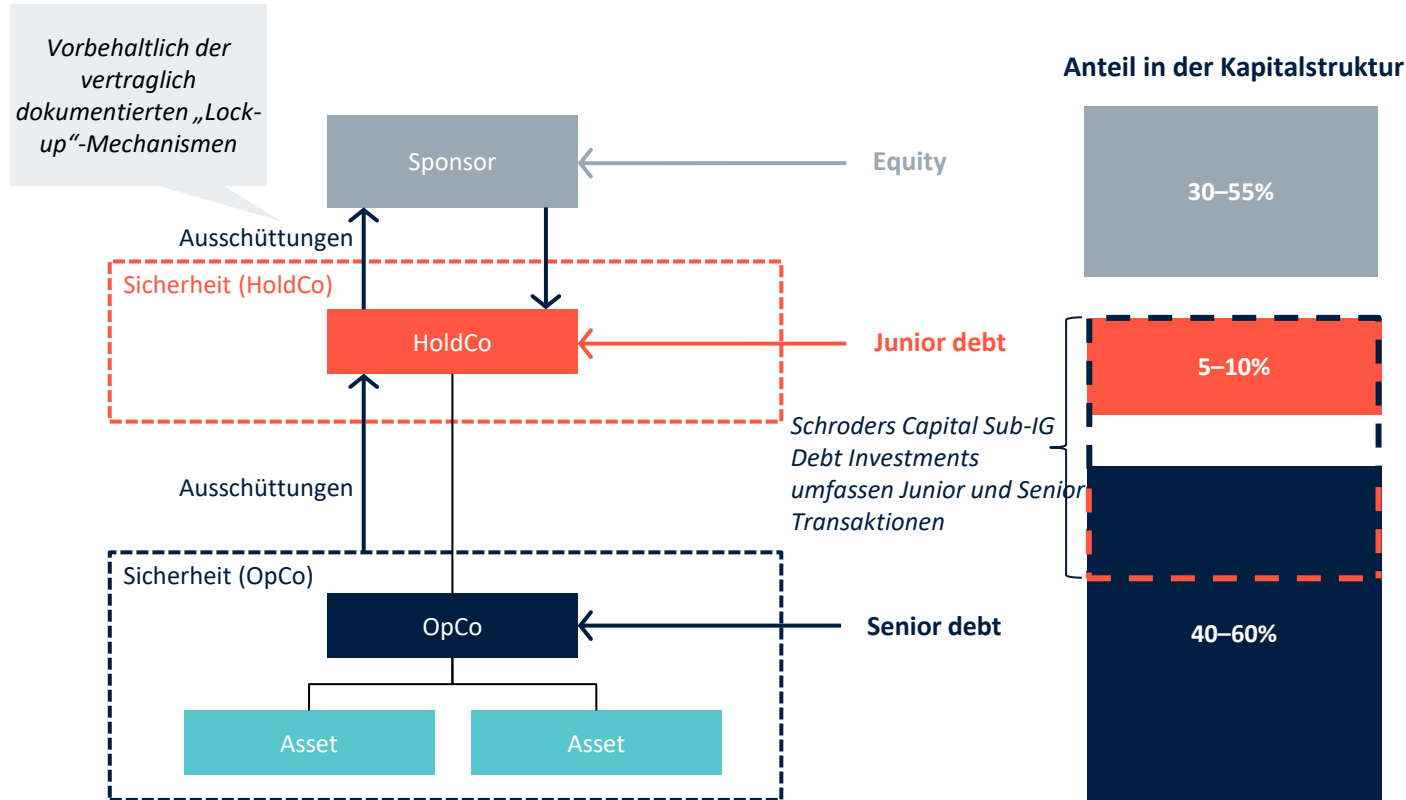 Vorbehaltlich der
vertraglich
dokumentierten „Lock-
up“-Mechanismen
Anteil in der Kapitalstruktur
Sponsor
Equity
30–55%
Ausschüttungen
Sicherheit (HoldCo)
HoldCo
Junior debt
5–10%
Schroders Capital Sub-IG
Debt Investments
umfassen Junior und Senior
Transaktionen
Ausschüttungen
Sicherheit (OpCo)
OpCo
Senior debt
40–60%
Asset
Asset